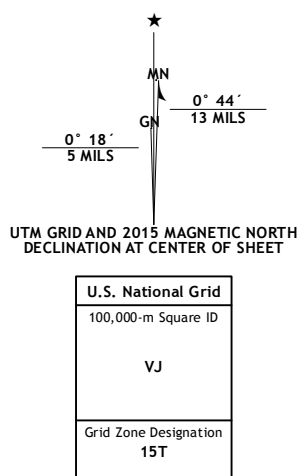 ★
MN
0° 44´
13 MILS
GN
0° 18´
5 MILS
UTM GRID AND 2015 MAGNETIC NORTH
DECLINATION AT CENTER OF SHEET
U.S. National Grid
100,000-m Square ID
VJ
Grid Zone Designation
15T